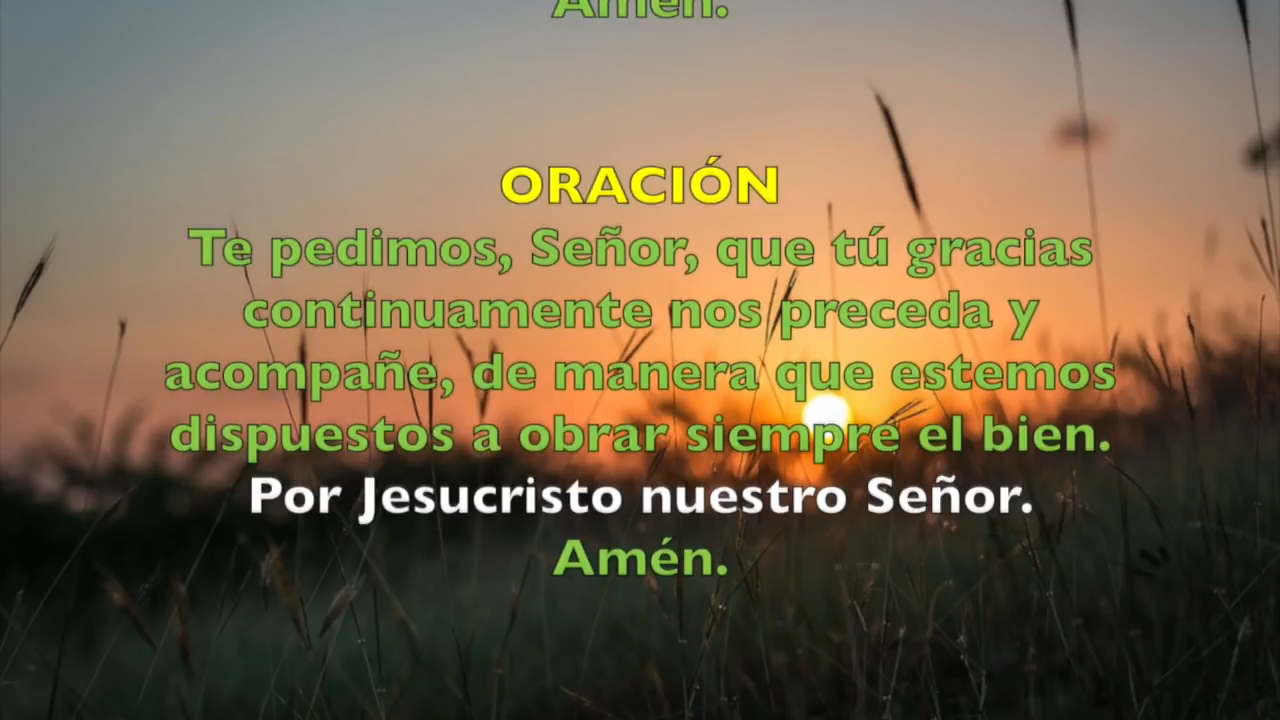 Amén.
ORACIÓN
Te pedimos, Señor, que tú gracias
continuamente nos preceda y
acompañe, de manera que estemos
dispuestos a obrar siempre el bien.
Por Jesucristo nuestro Señor.
Amén.